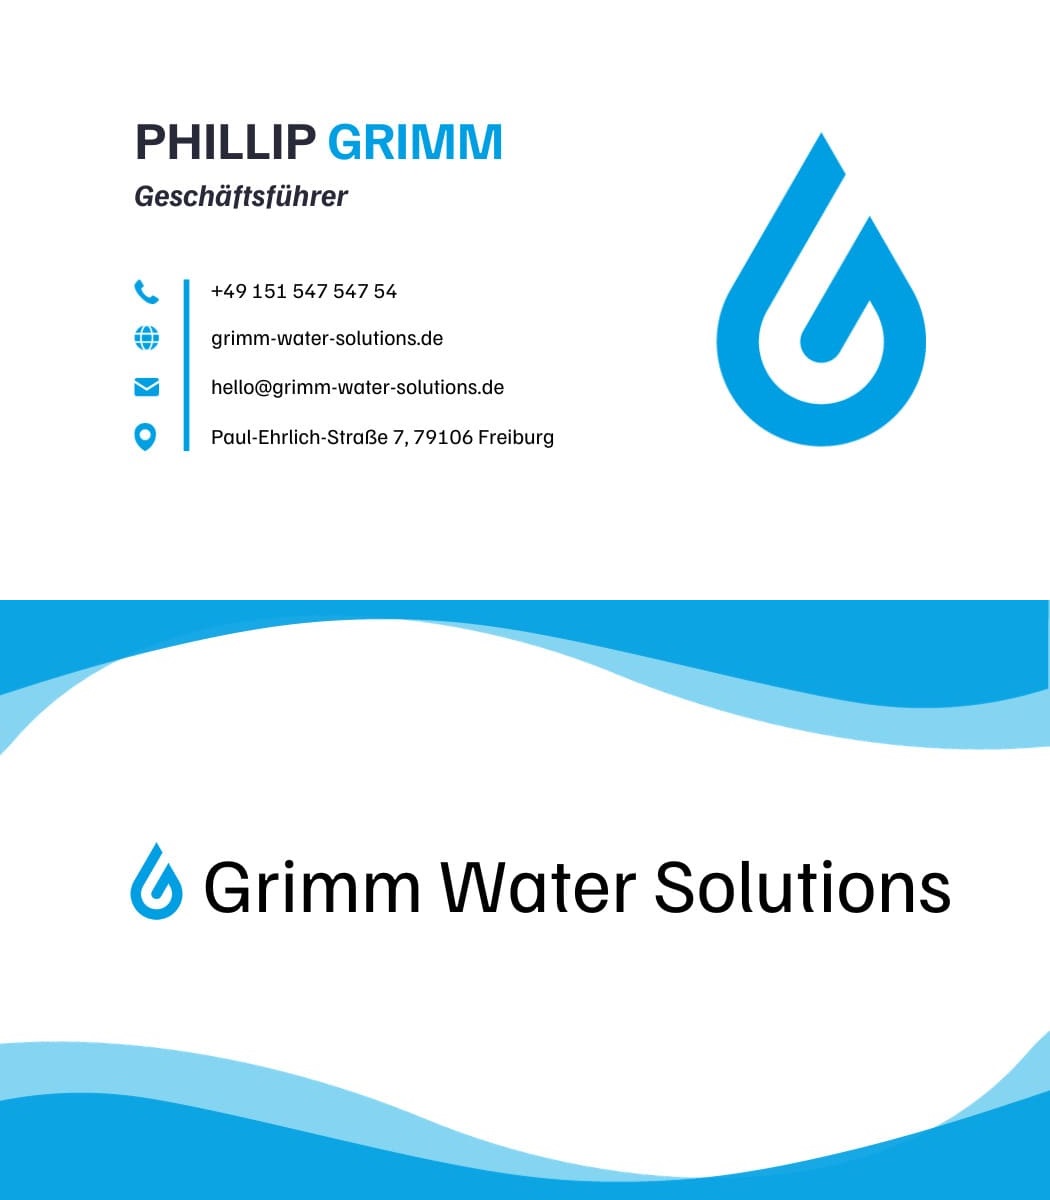 PHILLIP GRIMM
Geschäftsführer
+49 151 547 547 54
grimm-water-solutions.de
hello@grimm-water-solutions.de
Paul-Ehrlich-Straße 7, 79106 Freiburg
Grimm Water Solutions